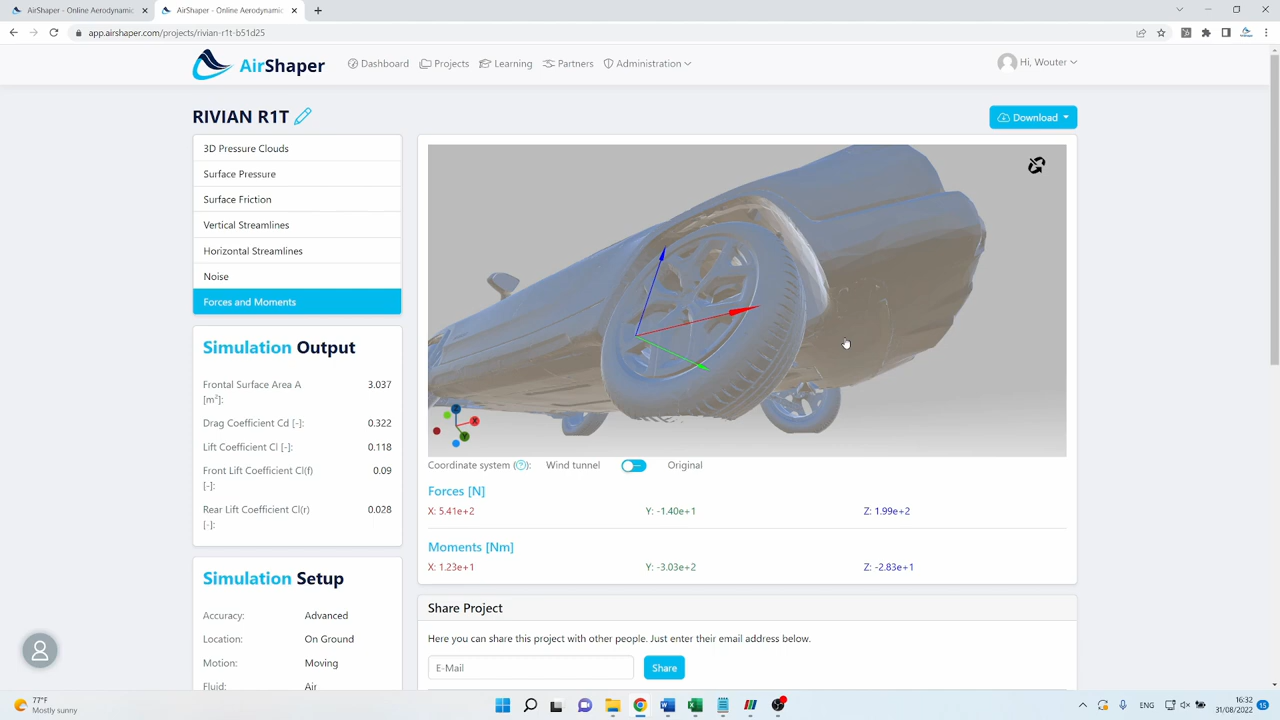 AirShaper - Online Aerodynamic
AirShaper - Online Aerodynamic
app.airshaper.com/projects/rivian-r1t-b51d25
AirShaper
Dashboard
Projects
Learning
Partners
Administration
Hi, Wouter
RIVIAN R1T
Download
3D Pressure Clouds
Surface Pressure
Surface Friction
Vertical Streamlines
Horizontal Streamlines
Noise
Forces and Moments
Simulation Output
Frontal Surface Area A 3.037
[m²]:
Drag Coefficient Cd [-]: 0.322
Lift Coefficient Cl [-]: 0.118
Front Lift Coefficient Cl(f) 0.09
[-]:
Rear Lift Coefficient Cl(r) 0.028
[-]:
Simulation Setup
Accuracy: Advanced
Location: On Ground
Motion: Moving
Fluid: Air
Z
X
Y
Coordinate system (?): Wind tunnel Original
Forces [N]
X: 5.41e+2 Y: -1.40e+1 Z: 1.99e+2
Moments [Nm]
X: 1.23e+1 Y: -3.03e+2 Z: -2.83e+1
Share Project
Here you can share this project with other people. Just enter their email address below.
E-Mail
Share
77°F
Mostly sunny
ENG
16:32
31/08/2022
15